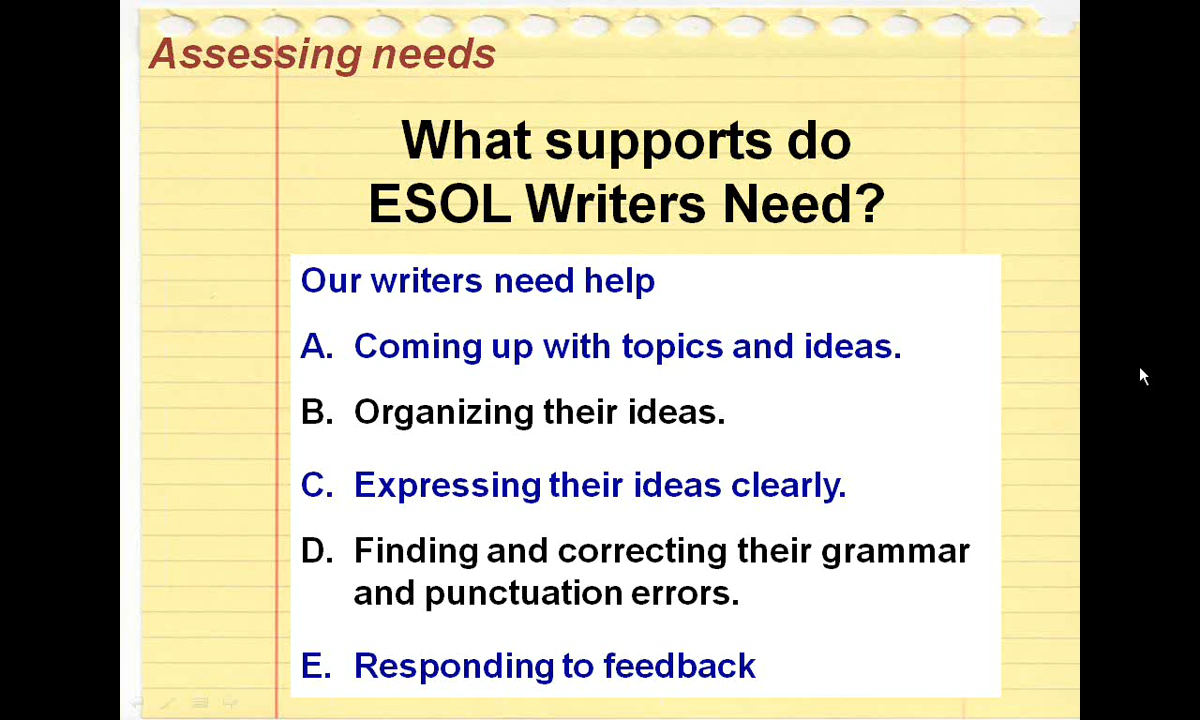 Assessing needs
What supports do
ESOL Writers Need?
Our writers need help
A. Coming up with topics and ideas.
B. Organizing their ideas.
C. Expressing their ideas clearly.
D. Finding and correcting their grammar
and punctuation errors.
E. Responding to feedback